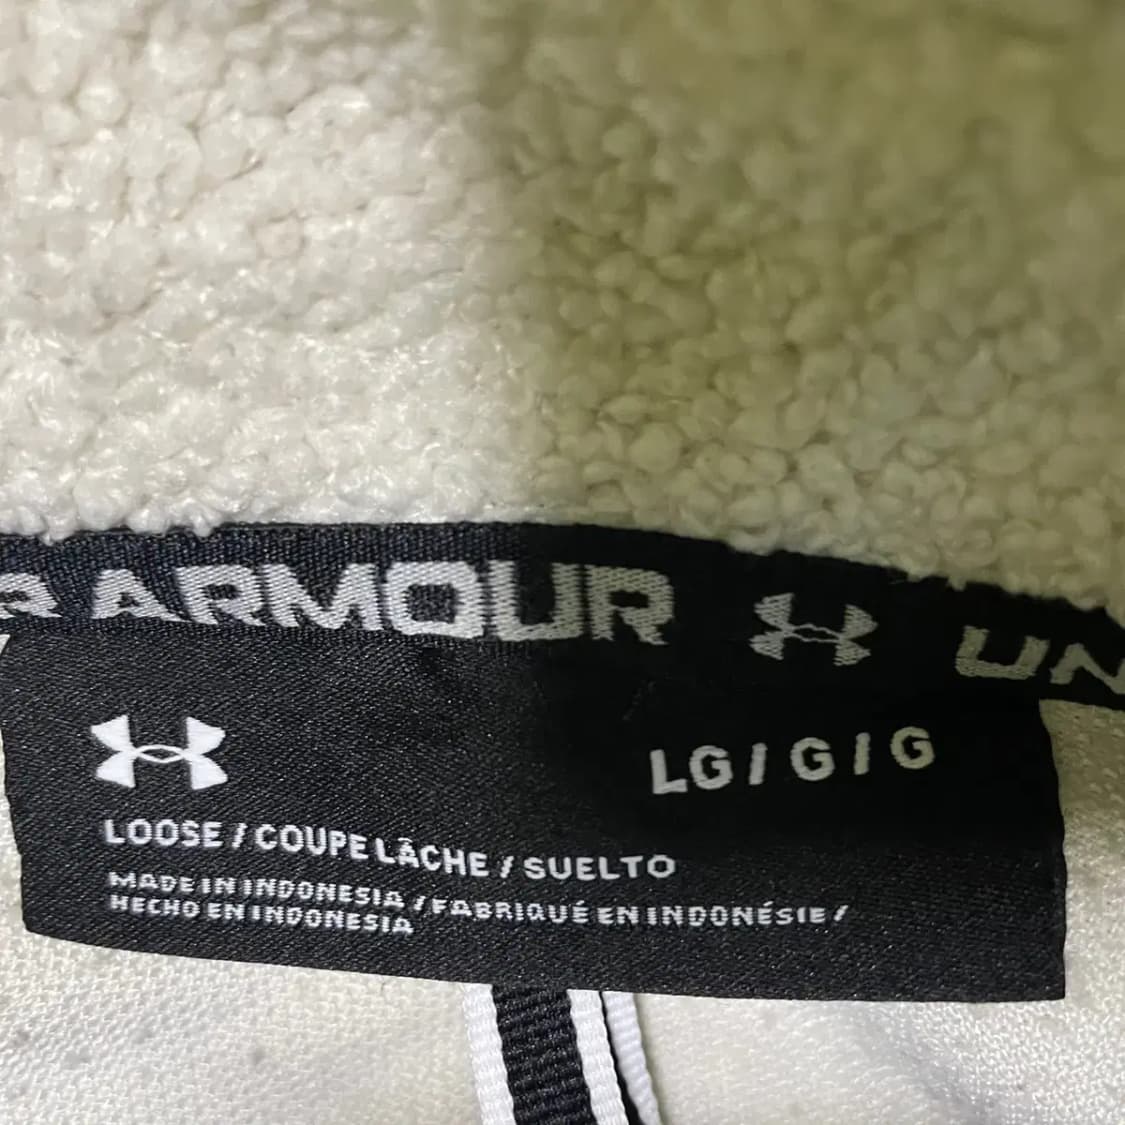 R ARMOUR UN
LG / G / G
LOOSE / COUPE LÂCHE / SUELTO
MADE IN INDONESIA / FABRIQUÉ EN INDONÉSIE /
HECHO EN INDONESIA